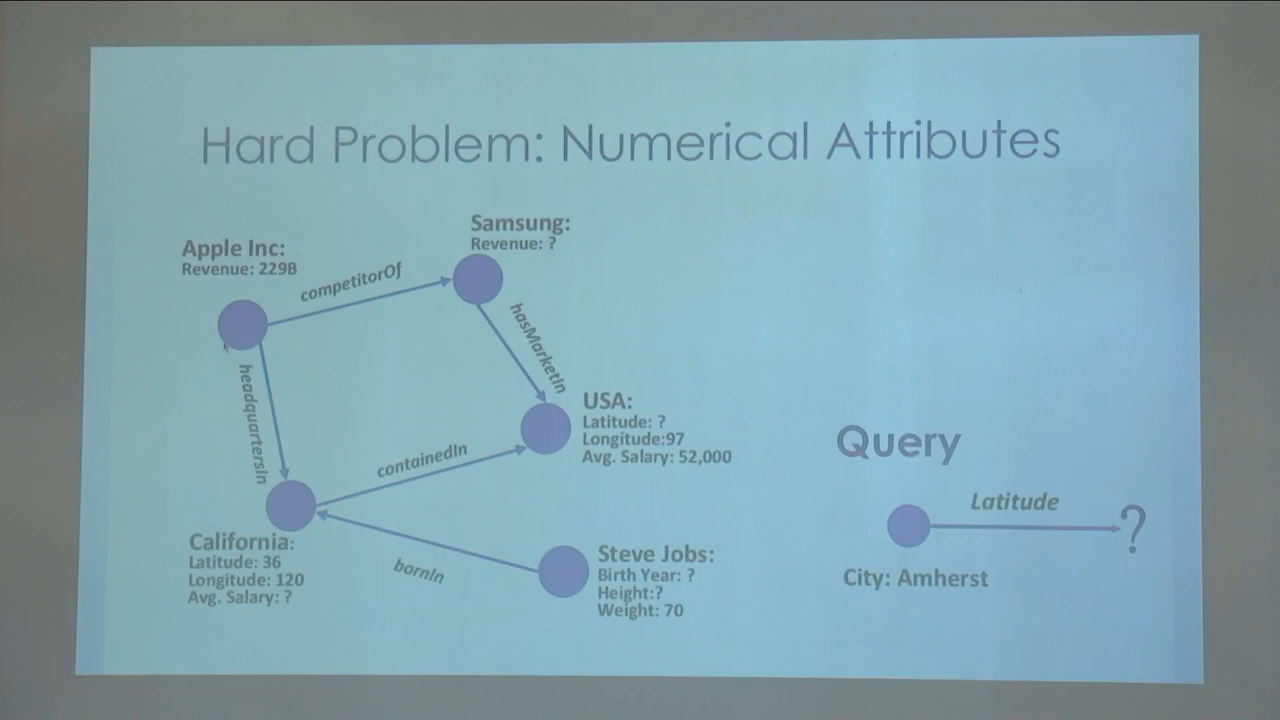 Hard Problem: Numerical Attributes
Samsung:
Revenue: ?
Apple Inc:
Revenue: 229B
competitorOf
hasMarketIn
headquartersIn
USA:
Latitude: ?
Longitude:97
Avg. Salary: 52,000
containedIn
California:
Latitude: 36
Longitude: 120
Avg. Salary: ?
bornIn
Steve Jobs:
Birth Year: ?
Height:?
Weight: 70
Query
Latitude
?
City: Amherst